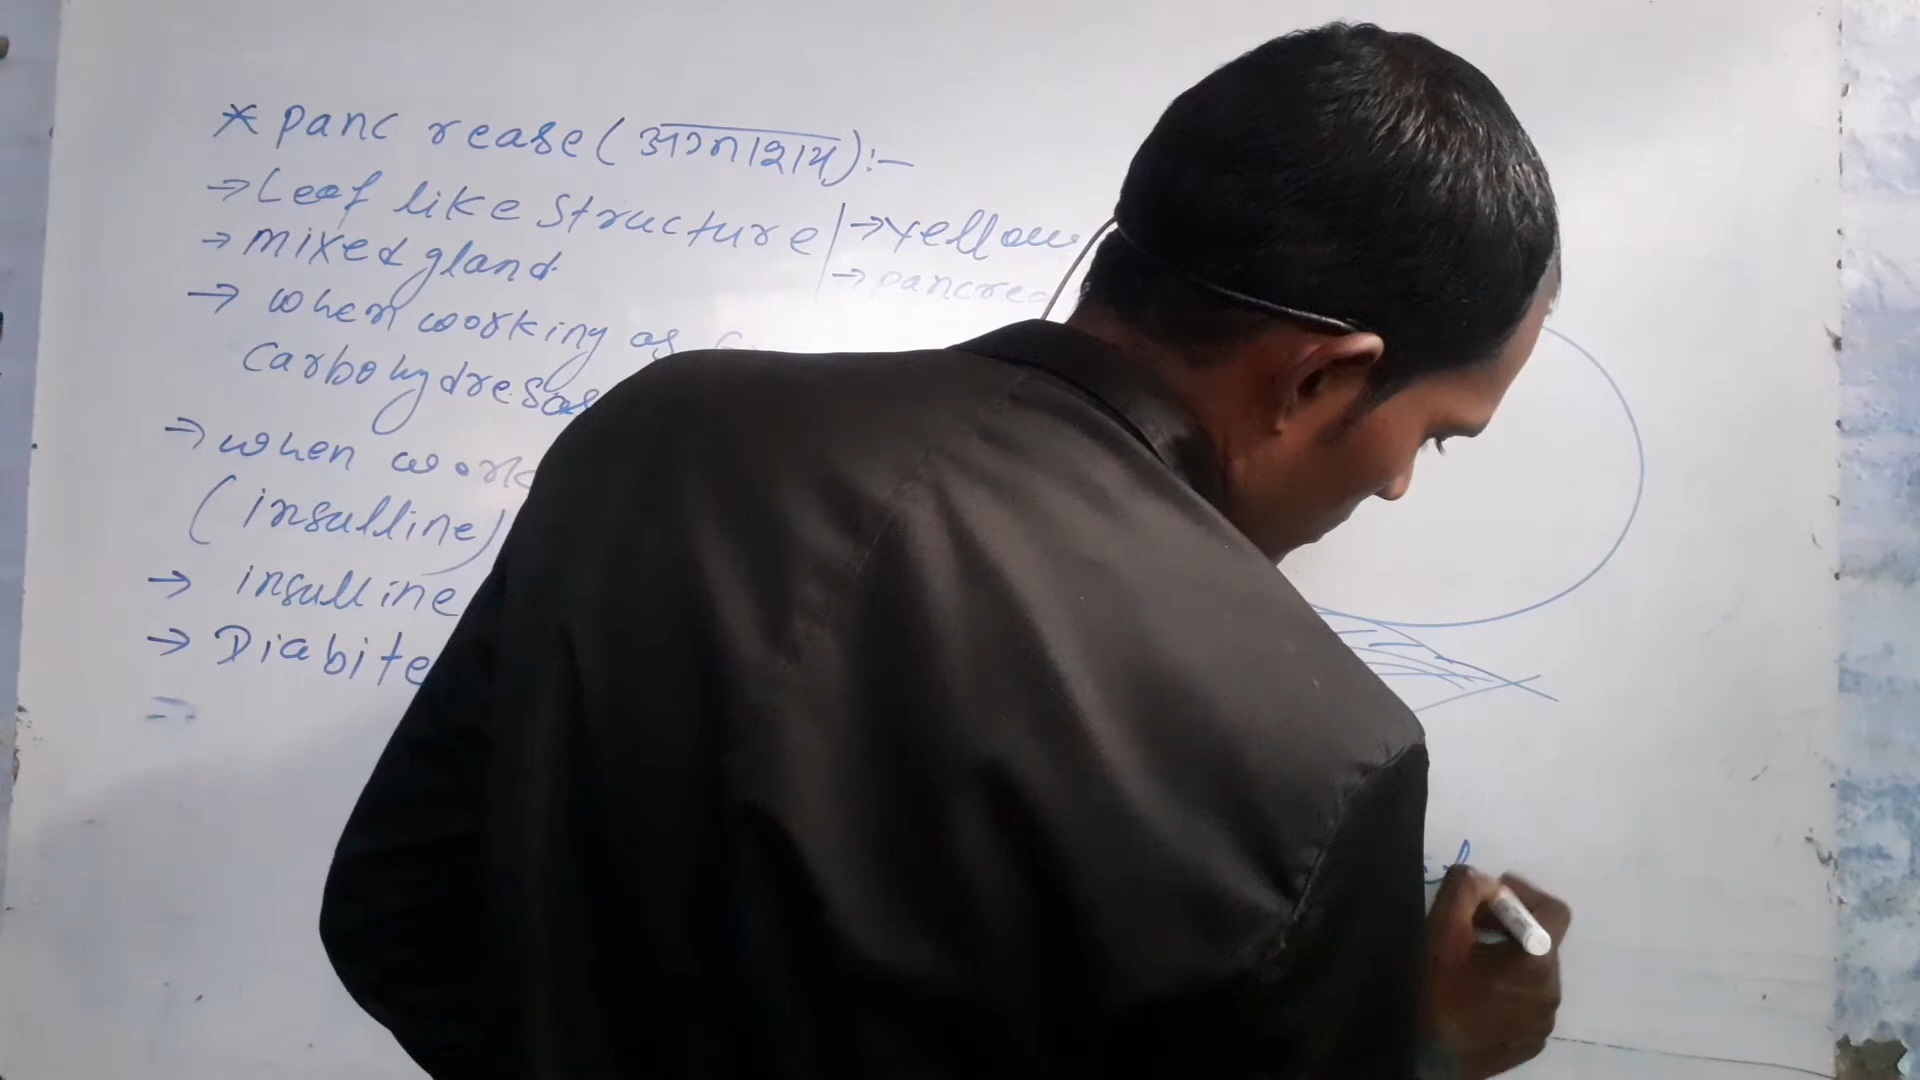 * Panc rease (अग्नाशय) :-
→ Leaf like structure | → Yellow
→ mixed gland. → pancrea
→ when working as
carbohydresas
→ when work
(insulline)
→ insulline
→ Diabite